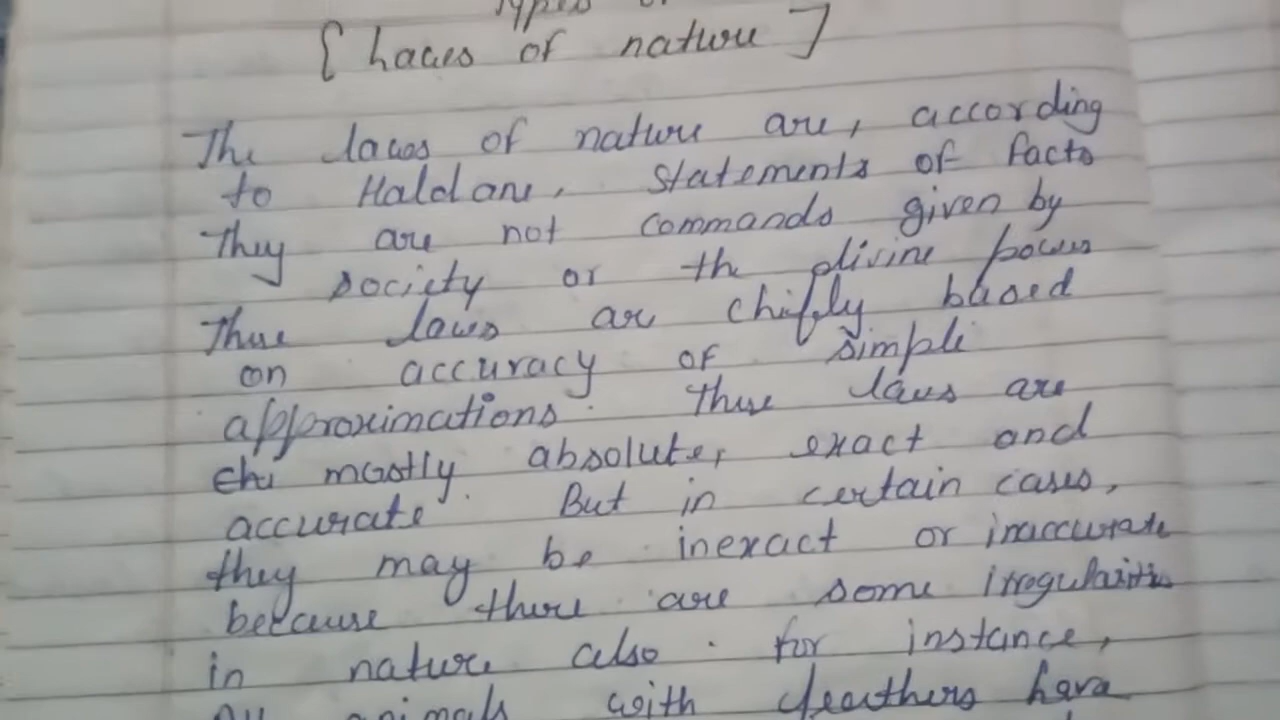 Types of
[ Laws of nature ]
The laws of nature are, according
to Haldane, statements of facts
They are not commands given by
society or the divine power
These laws are chiefly based
on accuracy of simple
approximations. These laws are
mostly absolute, exact and
accurate. But in certain cases,
they may be inexact or inaccurate
because there are some irregularities
in nature also. For instance,
All animals with feathers have